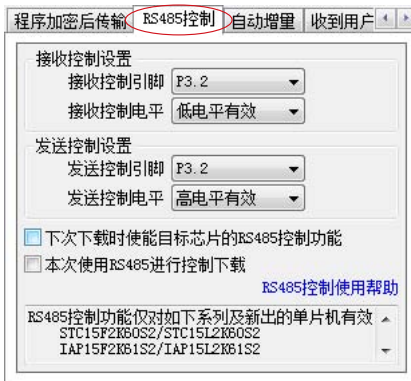 程序加密后传输 RS485控制 自动增量 收到用户
接收控制设置
接收控制引脚 P3.2
接收控制电平 低电平有效
发送控制设置
发送控制引脚 P3.2
发送控制电平 高电平有效
下次下载时使能目标芯片的RS485控制功能
本次使用RS485进行控制下载
RS485控制使用帮助
RS485控制功能仅对如下系列及新出的单片机有效
STC15F2K60S2/STC15L2K60S2
IAP15F2K61S2/IAP15L2K61S2